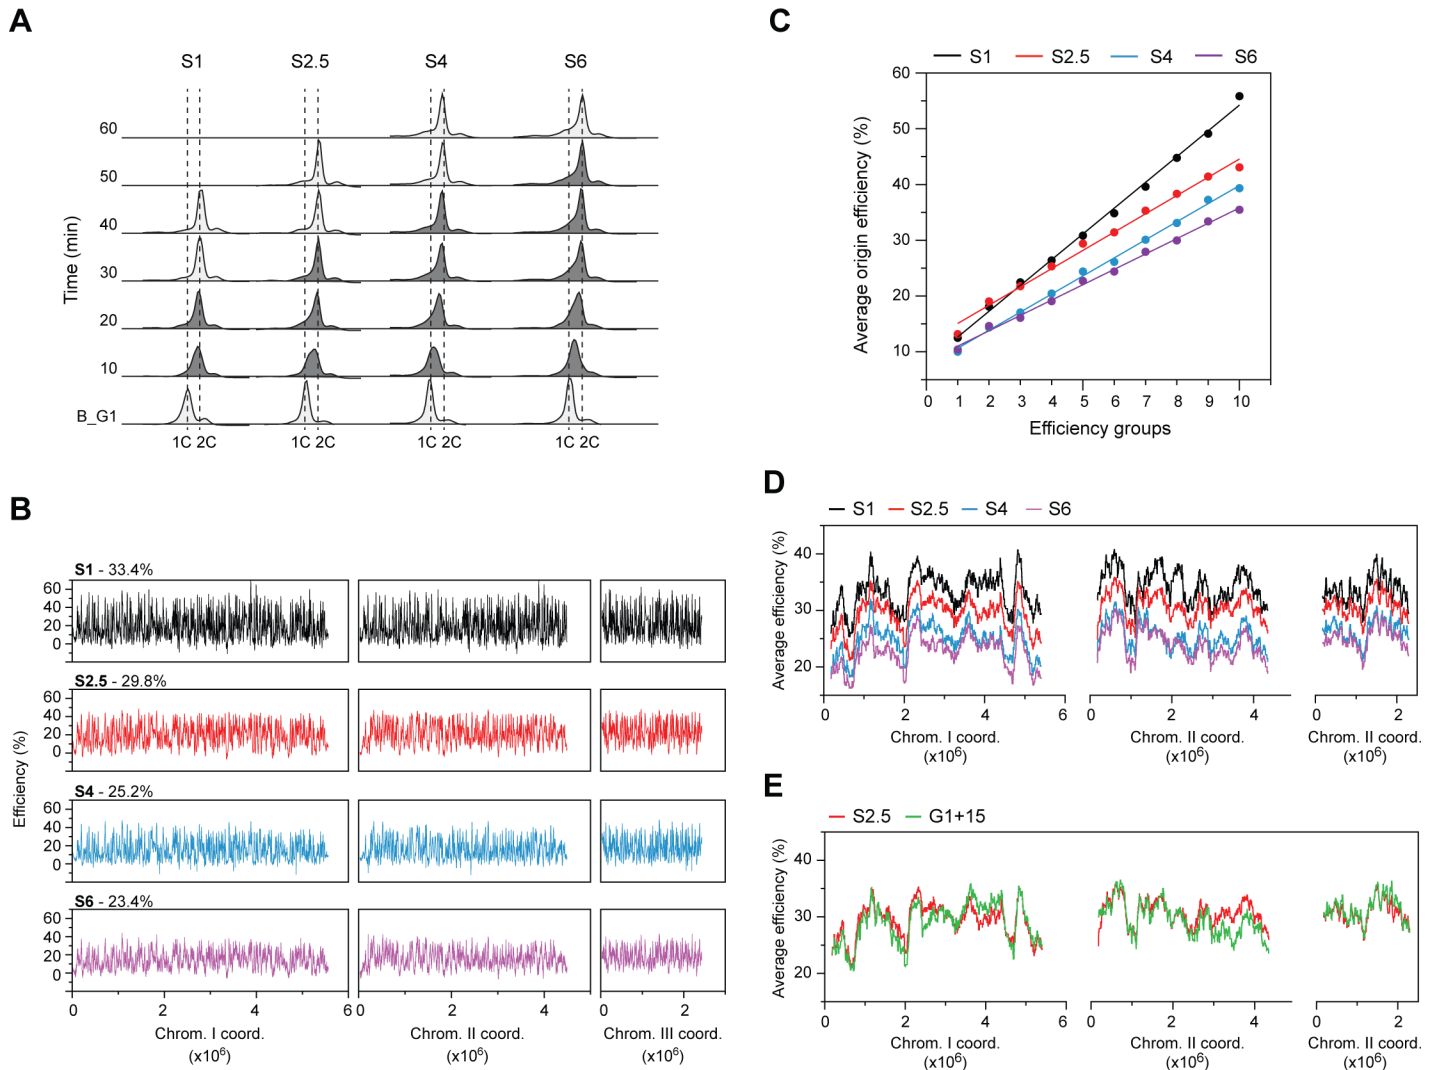 A
S1 S2.5 S4 S6
60
50
40
30
20
10
B_G1
Time (min)
1C 2C 1C 2C 1C 2C 1C 2C
B
S1 - 33.4%
60
40
20
0
S2.5 - 29.8%
60
40
20
0
S4 - 25.2%
60
40
20
0
S6 - 23.4%
60
40
20
0
Efficiency (%)
0 2 4 6 0 2 4 0 2
Chrom. I coord. Chrom. II coord. Chrom. III coord.
(x10⁶) (x10⁶) (x10⁶)
C
S1 S2.5 S4 S6
60
50
40
30
20
10
Average origin efficiency (%)
0 1 2 3 4 5 6 7 8 9 10
Efficiency groups
D
S1 S2.5 S4 S6
40
30
20
Average efficiency (%)
0 2 4 6 0 2 4 0 2
Chrom. I coord. Chrom. II coord. Chrom. II coord.
(x10⁶) (x10⁶) (x10⁶)
E
S2.5 G1+15
40
30
20
Average efficiency (%)
0 2 4 6 0 2 4 0 2
Chrom. I coord. Chrom. II coord. Chrom. II coord.
(x10⁶) (x10⁶) (x10⁶)